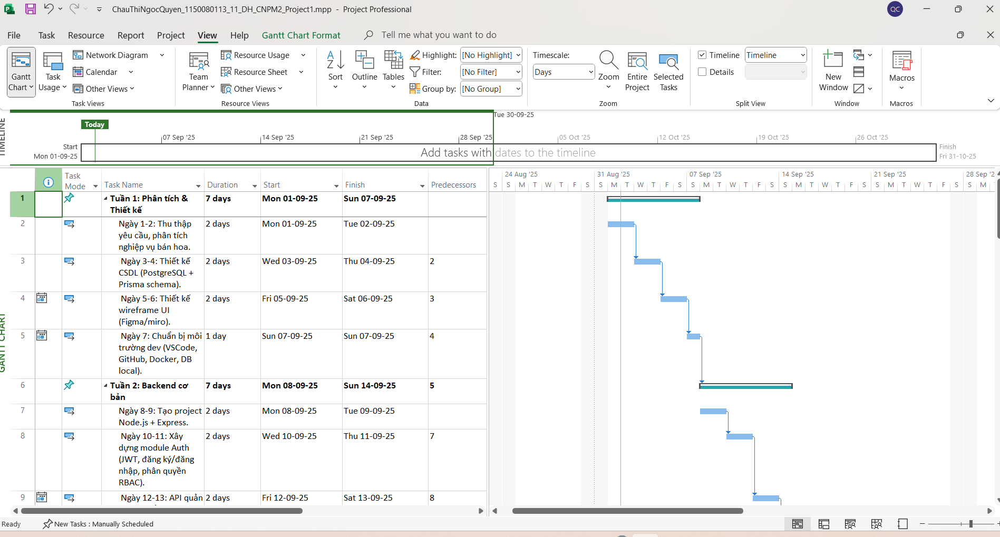 ChauThiNgocQuyen_1150080113_11_DH_CNPM2_Project1.mpp - Project Professional
QC
File Task Resource Report Project View Help Gantt Chart Format Tell me what you want to do
Gantt Chart
Task Usage
Network Diagram
Calendar
Other Views
Task Views
Team Planner
Resource Usage
Resource Sheet
Other Views
Resource Views
Sort
Outline
Tables
Highlight: [No Highlight]
Filter: [No Filter]
Group by: [No Group]
Data
Timescale:
Days
Zoom
Entire Project
Selected Tasks
Zoom
Timeline Timeline
Details
Split View
New Window
Window
Macros
Macros
TIMELINE
Tue 30-09-25
Today
07 Sep '25 14 Sep '25 21 Sep '25 28 Sep '25 05 Oct '25 12 Oct '25 19 Oct '25 26 Oct '25
Start
Mon 01-09-25
Add tasks with dates to the timeline
Finish
Fri 31-10-25
GANTT CHART
Task Mode Task Name Duration Start Finish Predecessors
24 Aug '25 31 Aug '25 07 Sep '25 14 Sep '25 21 Sep '25 28 Sep '2
S S M T W T F S S M T W T F S S M T W T F S S M T W T F S S M T W T F S S M T
1 Tuần 1: Phân tích & 7 days Mon 01-09-25 Sun 07-09-25
Thiết kế
2 Ngày 1-2: Thu thập 2 days Mon 01-09-25 Tue 02-09-25
yêu cầu, phân tích
nghiệp vụ bán hoa.
3 Ngày 3-4: Thiết kế 2 days Wed 03-09-25 Thu 04-09-25 2
CSDL (PostgreSQL +
Prisma schema).
4 Ngày 5-6: Thiết kế 2 days Fri 05-09-25 Sat 06-09-25 3
wireframe UI
(Figma/miro).
5 Ngày 7: Chuẩn bị môi 1 day Sun 07-09-25 Sun 07-09-25 4
trường dev (VSCode,
GitHub, Docker, DB
local).
6 Tuần 2: Backend cơ 7 days Mon 08-09-25 Sun 14-09-25 5
bản
7 Ngày 8-9: Tạo project 2 days Mon 08-09-25 Tue 09-09-25
Node.js + Express.
8 Ngày 10-11: Xây 2 days Wed 10-09-25 Thu 11-09-25 7
dựng module Auth
(JWT, đăng ký/đăng
nhập, phân quyền
RBAC).
9 Ngày 12-13: API quản 2 days Fri 12-09-25 Sat 13-09-25 8
Ready New Tasks : Manually Scheduled